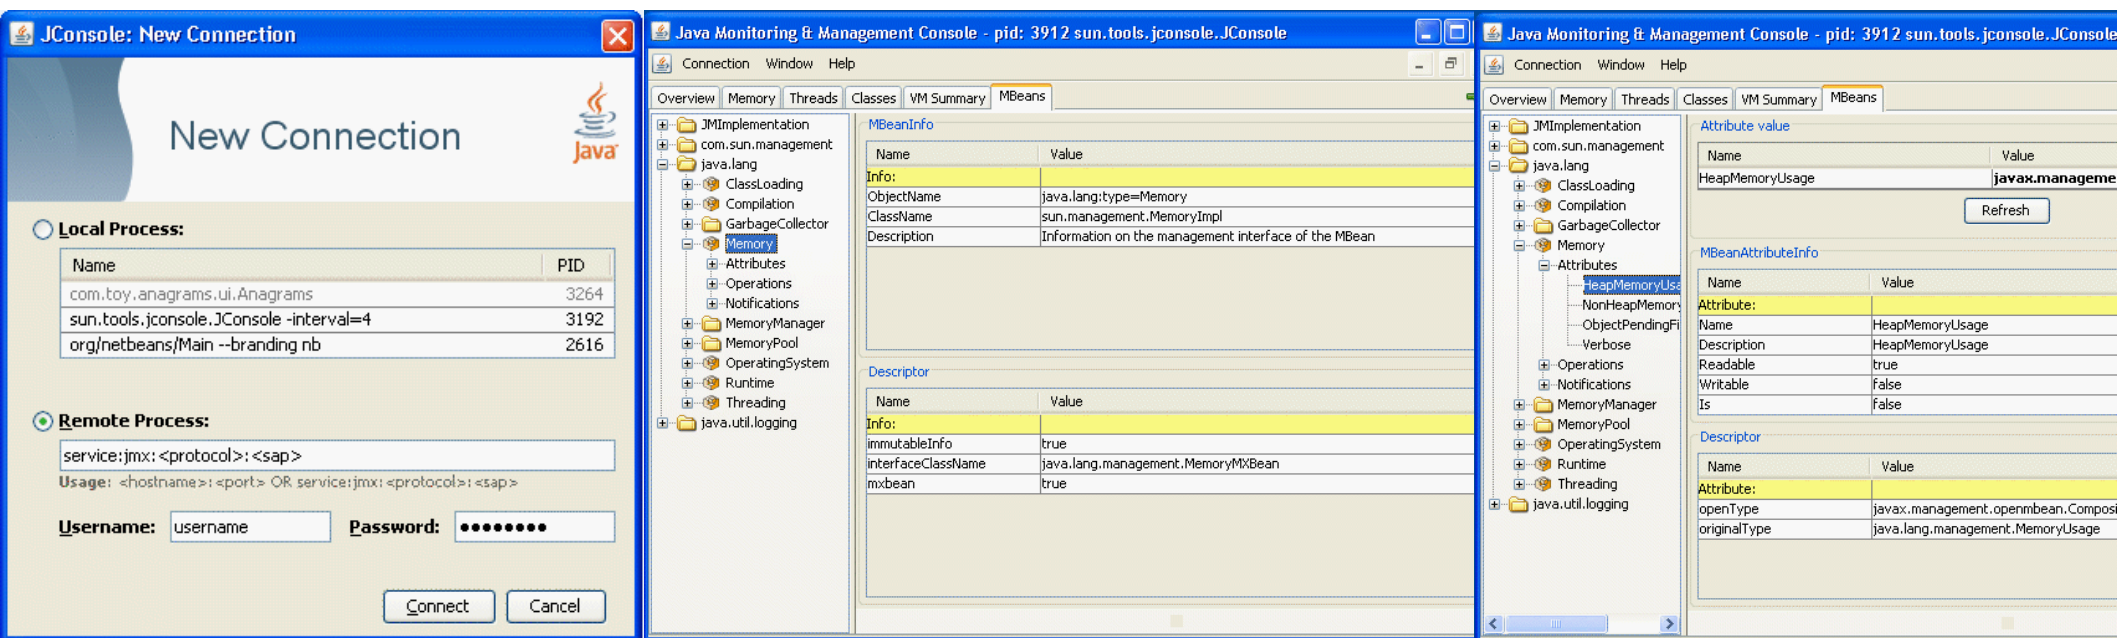 JConsole: New Connection
New Connection
Java
Local Process:
Name PID
com.toy.anagrams.ui.Anagrams 3264
sun.tools.jconsole.JConsole -interval=4 3192
org/netbeans/Main --branding nb 2616
Remote Process:
service:jmx:<protocol>:<sap>
Usage: <hostname>:<port> OR service:jmx:<protocol>:<sap>
Username: username Password: ●●●●●●●●
Connect Cancel
Java Monitoring & Management Console - pid: 3912 sun.tools.jconsole.JConsole
Connection Window Help
Overview Memory Threads Classes VM Summary MBeans
JMImplementation
com.sun.management
java.lang
ClassLoading
Compilation
GarbageCollector
Memory
Attributes
Operations
Notifications
MemoryManager
MemoryPool
OperatingSystem
Runtime
Threading
java.util.logging
MBeanInfo
Name Value
Info:
ObjectName java.lang:type=Memory
ClassName sun.management.MemoryImpl
Description Information on the management interface of the MBean
Descriptor
Name Value
Info:
immutableInfo true
interfaceClassName java.lang.management.MemoryMXBean
mxbean true
Java Monitoring & Management Console - pid: 3912 sun.tools.jconsole.JConsole
Connection Window Help
Overview Memory Threads Classes VM Summary MBeans
JMImplementation
com.sun.management
java.lang
ClassLoading
Compilation
GarbageCollector
Memory
Attributes
HeapMemoryUsa
NonHeapMemory
ObjectPendingFi
Verbose
Operations
Notifications
MemoryManager
MemoryPool
OperatingSystem
Runtime
Threading
java.util.logging
Attribute value
Name Value
HeapMemoryUsage javax.manageme
Refresh
MBeanAttributeInfo
Name Value
Attribute:
Name HeapMemoryUsage
Description HeapMemoryUsage
Readable true
Writable false
Is false
Descriptor
Name Value
Attribute:
openType javax.management.openmbean.Composi
originalType java.lang.management.MemoryUsage